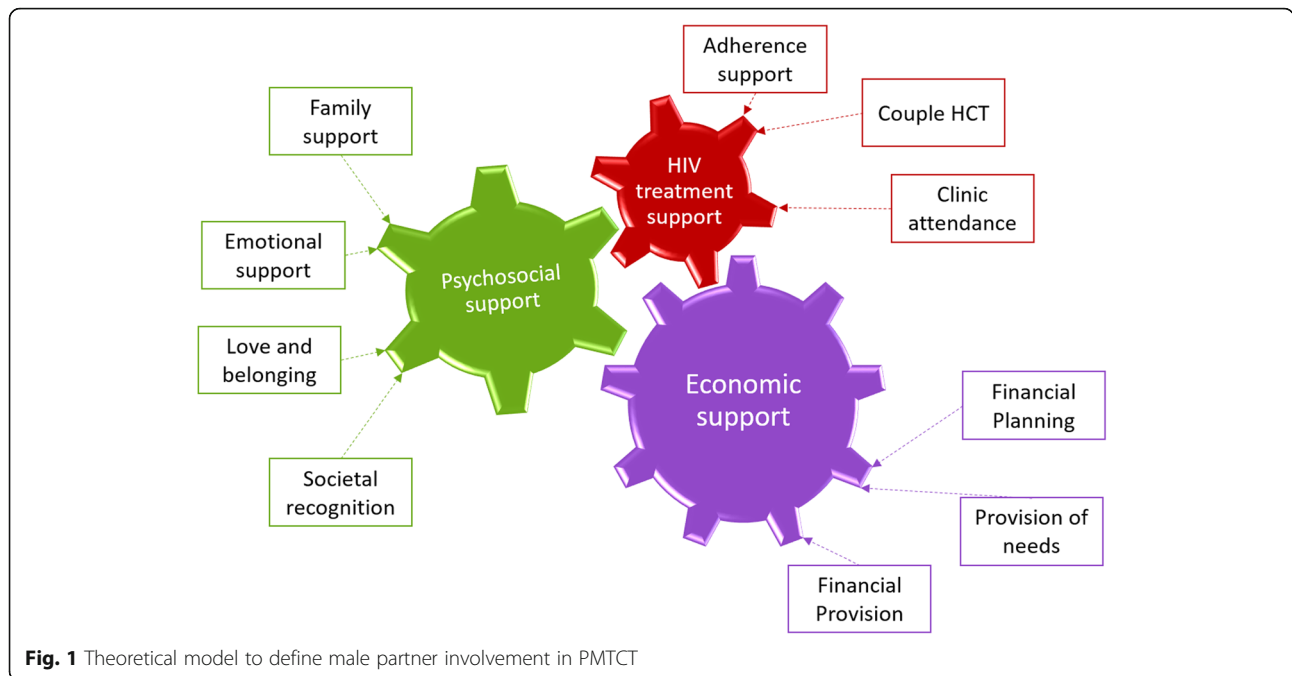 Adherence
support
Couple HCT
Clinic
attendance
HIV
treatment
support
Family
support
Emotional
support
Love and
belonging
Societal
recognition
Psychosocial
support
Economic
support
Financial
Planning
Provision of
needs
Financial
Provision
Fig. 1 Theoretical model to define male partner involvement in PMTCT